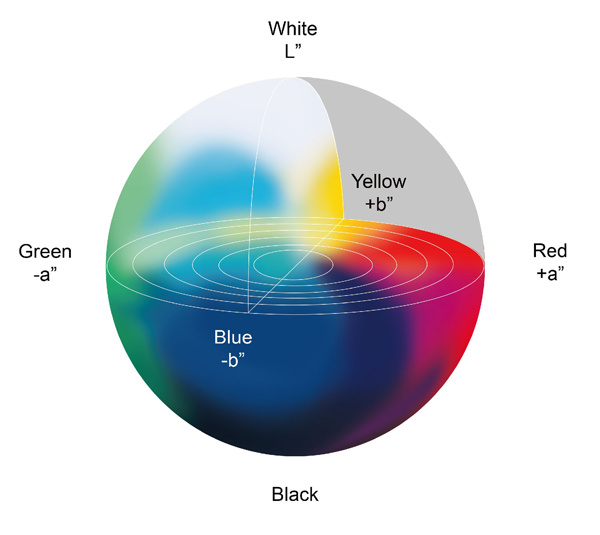 White
L”
Yellow
+b”
Green
-a”
Red
+a”
Blue
-b”
Black